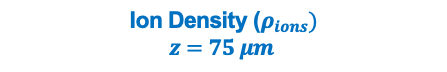 Ion Density (ρ_ions)
z = 75 μm